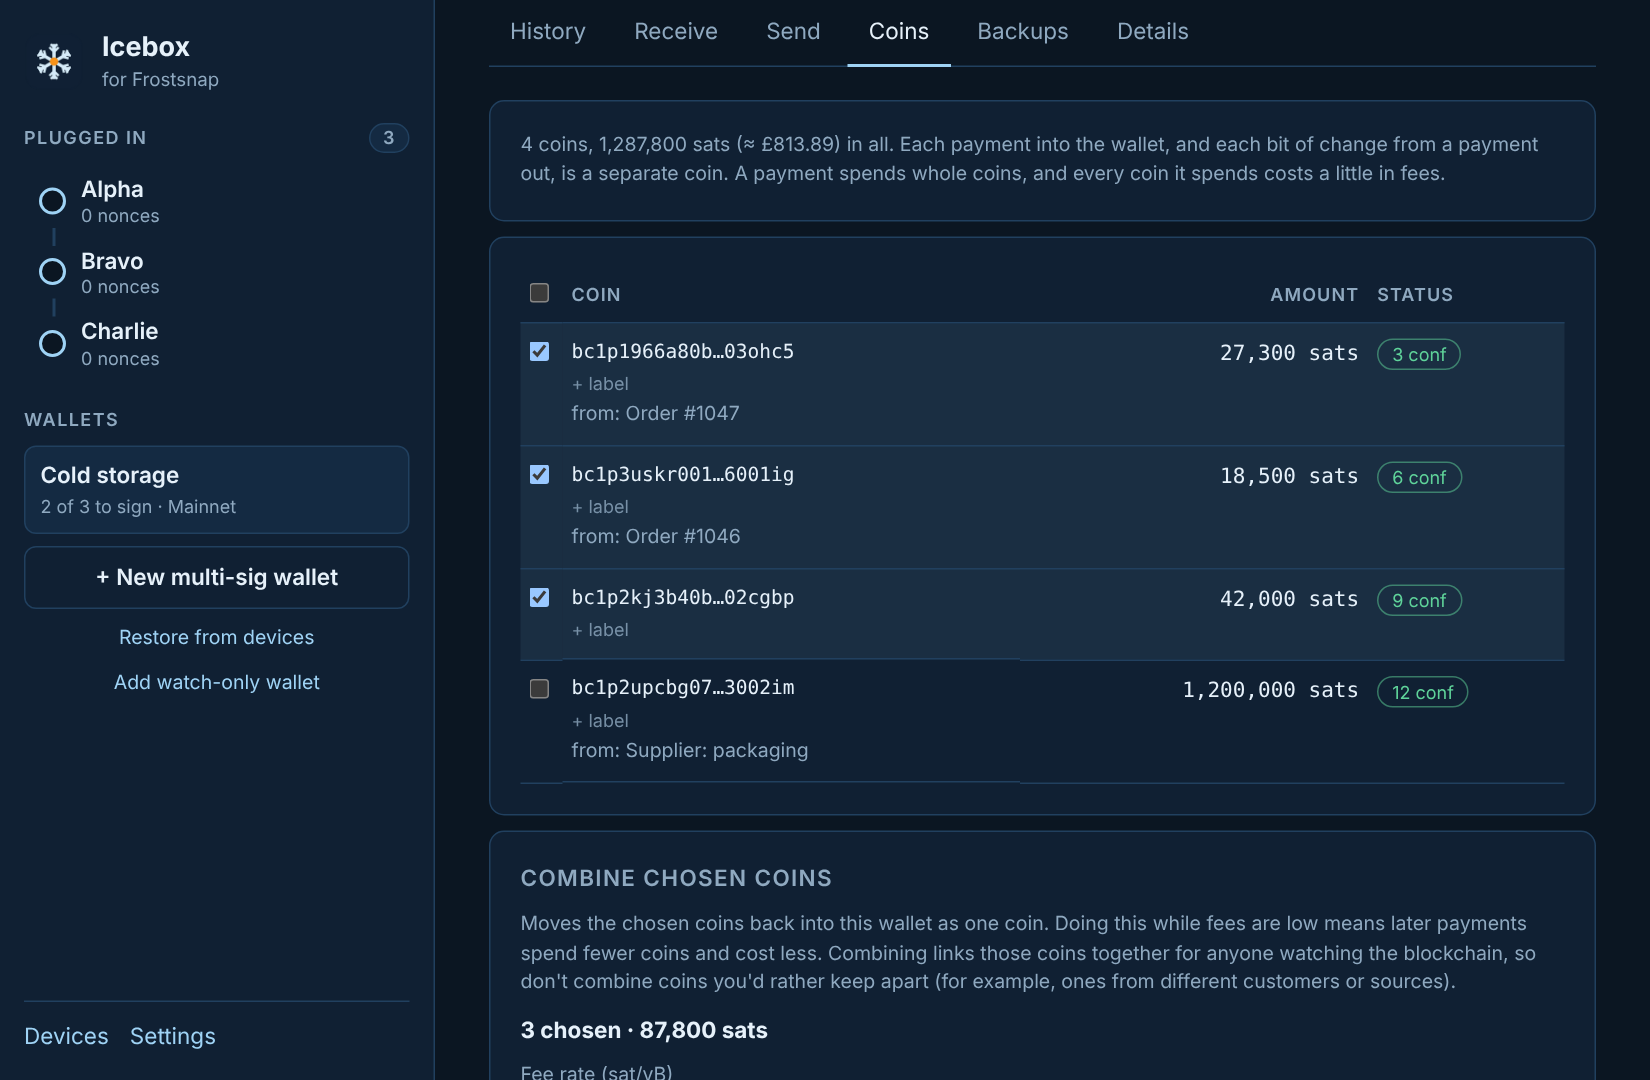 Icebox
for Frostsnap
PLUGGED IN 3
Alpha
0 nonces
Bravo
0 nonces
Charlie
0 nonces
WALLETS
Cold storage
2 of 3 to sign · Mainnet
+ New multi-sig wallet
Restore from devices
Add watch-only wallet
Devices Settings
History Receive Send Coins Backups Details
4 coins, 1,287,800 sats (≈ £813.89) in all. Each payment into the wallet, and each bit of change from a payment
out, is a separate coin. A payment spends whole coins, and every coin it spends costs a little in fees.
COIN AMOUNT STATUS
bc1p1966a80b…03ohc5 27,300 sats 3 conf
+ label
from: Order #1047
bc1p3uskr001…6001ig 18,500 sats 6 conf
+ label
from: Order #1046
bc1p2kj3b40b…02cgbp 42,000 sats 9 conf
+ label
bc1p2upcbg07…3002im 1,200,000 sats 12 conf
+ label
from: Supplier: packaging
COMBINE CHOSEN COINS
Moves the chosen coins back into this wallet as one coin. Doing this while fees are low means later payments
spend fewer coins and cost less. Combining links those coins together for anyone watching the blockchain, so
don't combine coins you'd rather keep apart (for example, ones from different customers or sources).
3 chosen · 87,800 sats
Fee rate (sat/vB)